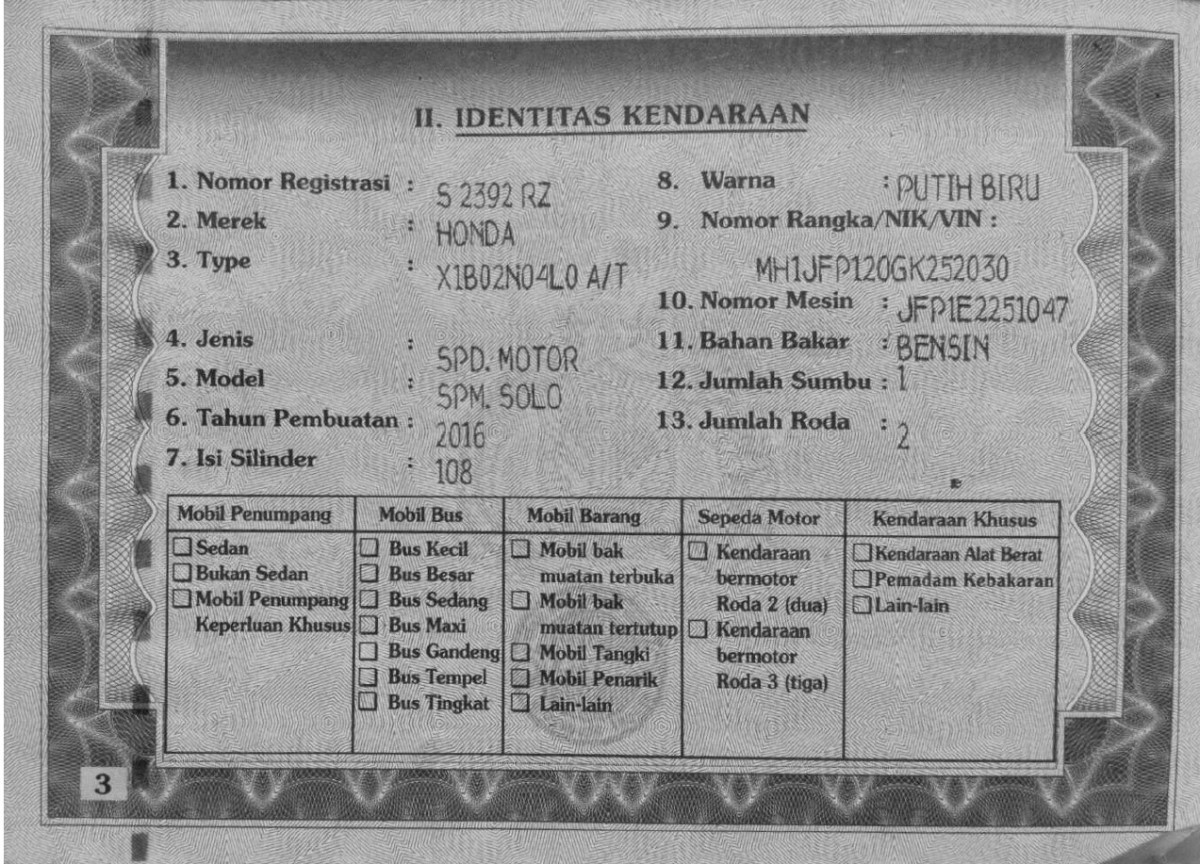 II. IDENTITAS KENDARAAN
1. Nomor Registrasi : S 2392 RZ
2. Merek : HONDA
3. Type : X1B02N04L0 A/T
4. Jenis : SPD. MOTOR
5. Model : SPM. SOLO
6. Tahun Pembuatan : 2016
7. Isi Silinder : 108
8. Warna : PUTIH BIRU
9. Nomor Rangka/NIK/VIN :
MH1JFP120GK252030
10. Nomor Mesin : JFP1E2251047
11. Bahan Bakar : BENSIN
12. Jumlah Sumbu : 1
13. Jumlah Roda : 2
Mobil Penumpang
Sedan
Bukan Sedan
Mobil Penumpang
Keperluan Khusus
Mobil Bus
Bus Kecil
Bus Besar
Bus Sedang
Bus Maxi
Bus Gandeng
Bus Tempel
Bus Tingkat
Mobil Barang
Mobil bak
muatan terbuka
Mobil bak
muatan tertutup
Mobil Tangki
Mobil Penarik
Lain-lain
Sepeda Motor
Kendaraan
bermotor
Roda 2 (dua)
Kendaraan
bermotor
Roda 3 (tiga)
Kendaraan Khusus
Kendaraan Alat Berat
Pemadam Kebakaran
Lain-lain
3